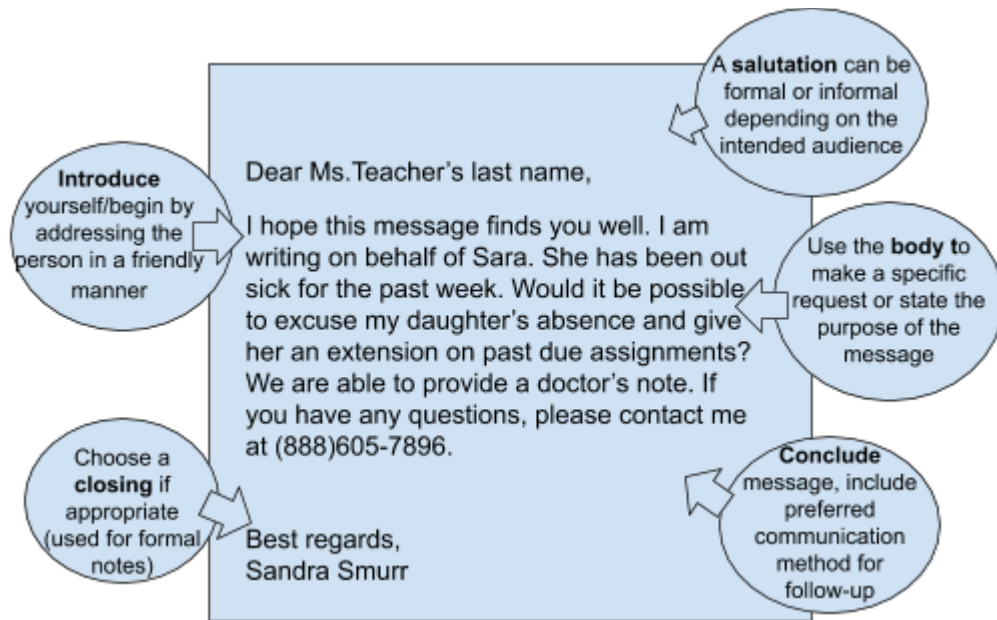 A salutation can be
formal or informal
depending on the
intended audience
Dear Ms.Teacher's last name,
Introduce
yourself/begin by
addressing the
person in a friendly
manner
I hope this message finds you well. I am
writing on behalf of Sara. She has been out
sick for the past week. Would it be possible
to excuse my daughter's absence and give
her an extension on past due assignments?
We are able to provide a doctor's note. If
you have any questions, please contact me
at (888)605-7896.
Use the body to
make a specific
request or state the
purpose of the
message
Conclude
message, include
preferred
communication
method for
follow-up
Choose a
closing if
appropriate
(used for formal
notes)
Best regards,
Sandra Smurr